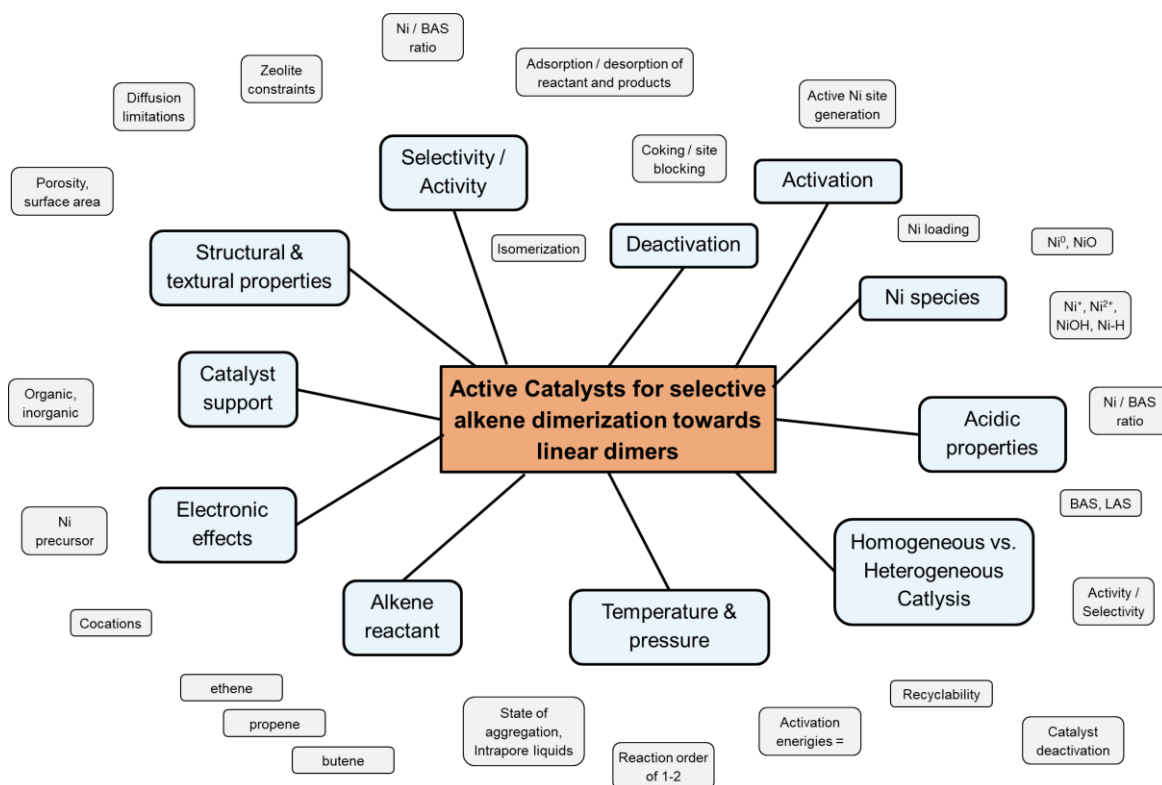 Ni / BAS
ratio
Zeolite
constraints
Adsorption / desorption of
reactant and products
Diffusion
limitations
Active Ni site
generation
Selectivity /
Activity
Coking / site
blocking
Activation
Porosity,
surface area
Structural &
textural properties
Isomerization
Deactivation
Ni loading
Ni⁰, NiO
Ni species
Ni⁺, Ni²⁺,
NiOH, Ni-H
Catalyst
support
Organic,
inorganic
Active Catalysts for selective
alkene dimerization towards
linear dimers
Acidic
properties
Ni / BAS
ratio
Ni
precursor
Electronic
effects
BAS, LAS
Homogeneous vs.
Heterogeneous
Catlysis
Cocations
Alkene
reactant
Temperature &
pressure
Activity /
Selectivity
ethene
propene
butene
State of
aggregation,
Intrapore liquids
Reaction order
of 1-2
Activation
enerigies =
Recyclability
Catalyst
deactivation